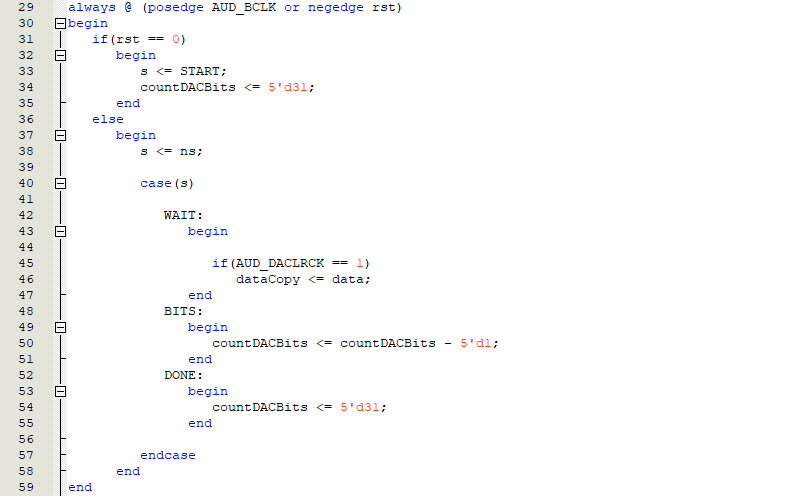 29 always @ (posedge AUD_BCLK or negedge rst)
30 begin
31 if(rst == 0)
32 begin
33 s <= START;
34 countDACBits <= 5'd31;
35 end
36 else
37 begin
38 s <= ns;
39
40 case(s)
41
42 WAIT:
43 begin
44
45 if(AUD_DACLRCK == 1)
46 dataCopy <= data;
47 end
48 BITS:
49 begin
50 countDACBits <= countDACBits - 5'd1;
51 end
52 DONE:
53 begin
54 countDACBits <= 5'd31;
55 end
56
57 endcase
58 end
59 end